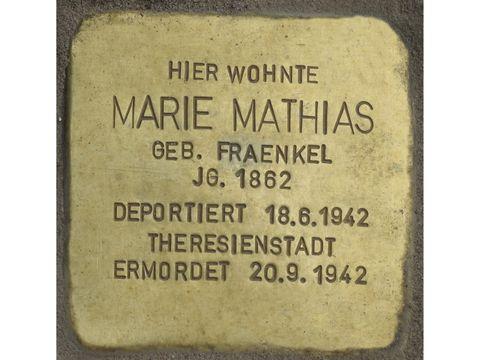 HIER WOHNTE
MARIE MATHIAS
GEB. FRAENKEL
JG. 1862
DEPORTIERT 18.6.1942
THERESIENSTADT
ERMORDET 20.9.1942